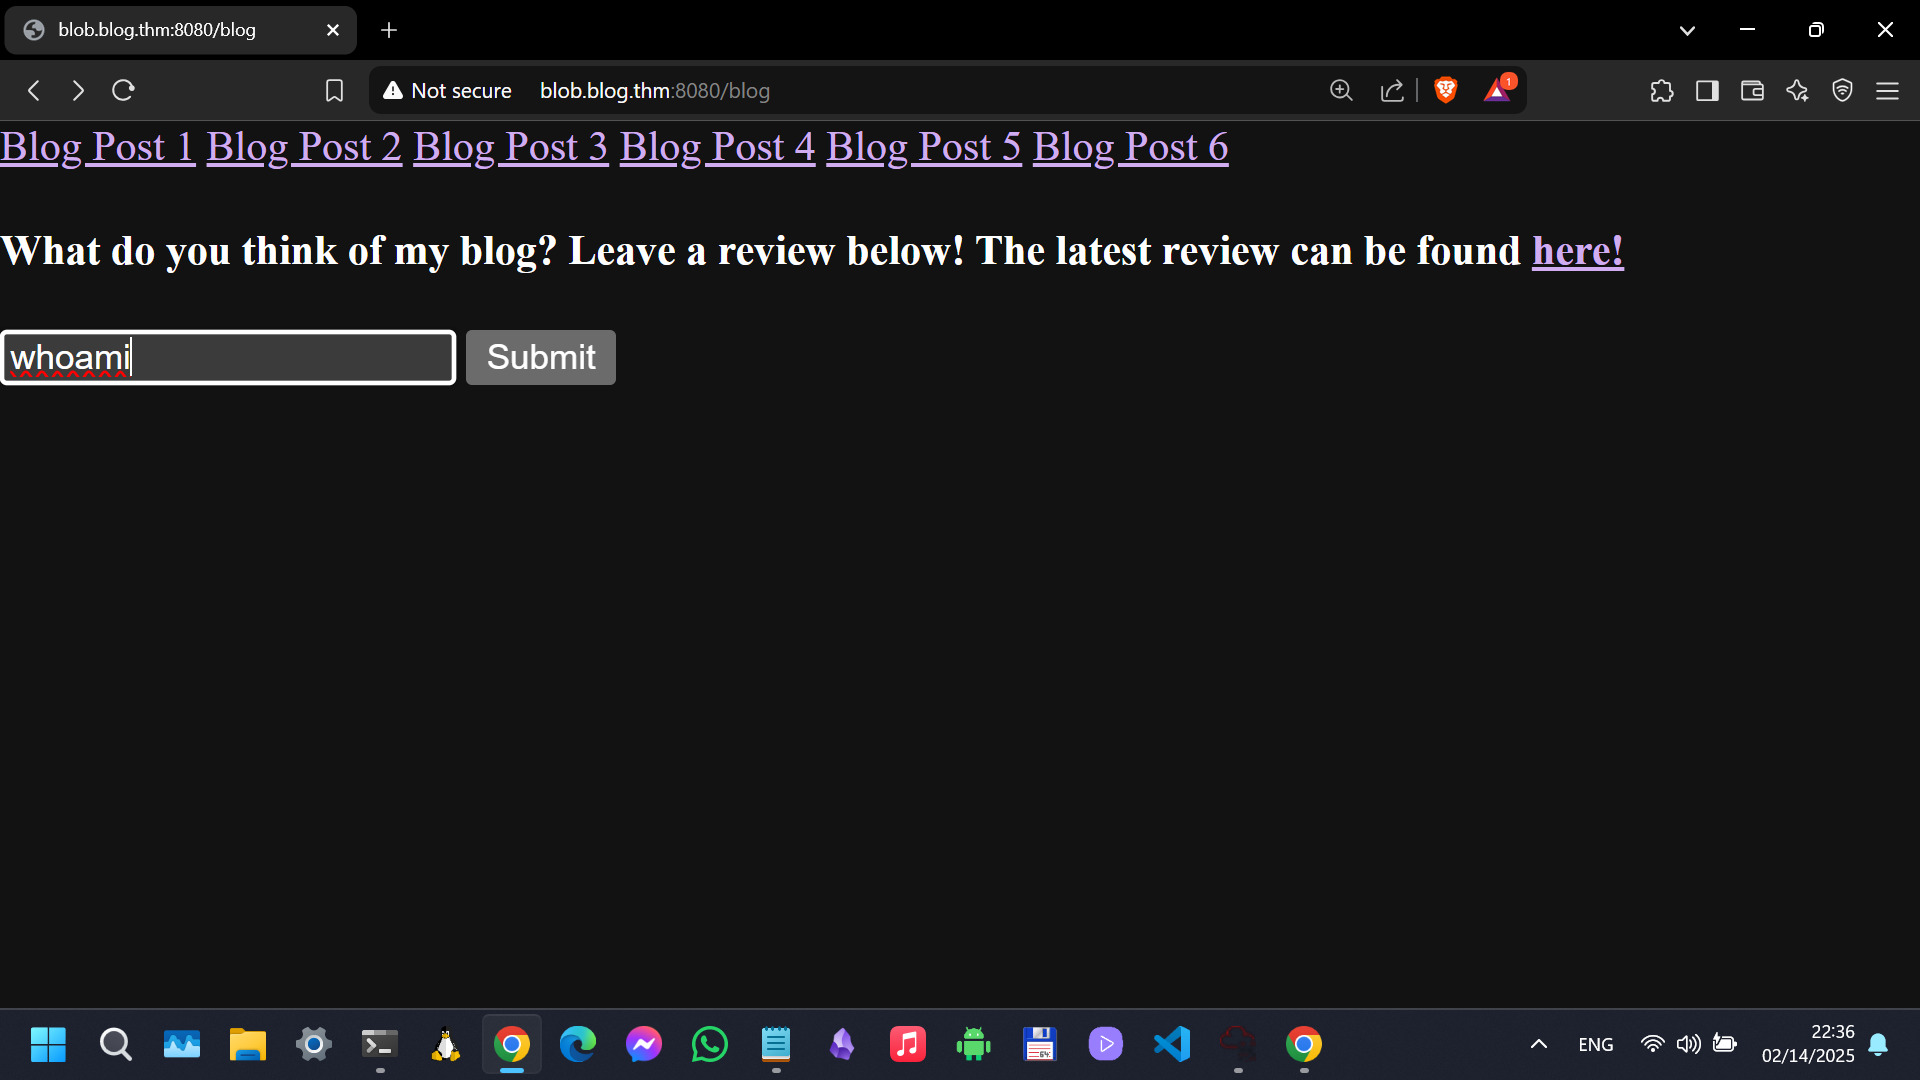 blob.blog.thm:8080/blog
Not secure blob.blog.thm:8080/blog
1
Blog Post 1 Blog Post 2 Blog Post 3 Blog Post 4 Blog Post 5 Blog Post 6
What do you think of my blog? Leave a review below! The latest review can be found here!
whoami Submit
64
ENG
22:36
02/14/2025